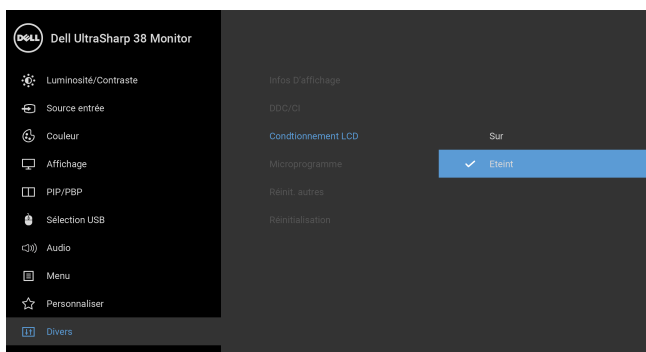 DELL Dell UltraSharp 38 Monitor
Luminosité/Contraste
Source entrée
Couleur
Affichage
PIP/PBP
Sélection USB
Audio
Menu
Personnaliser
Divers
Infos D'affichage
DDC/CI
Condtionnement LCD
Microprogramme
Réinit. autres
Réinitialisation
Sur
Eteint